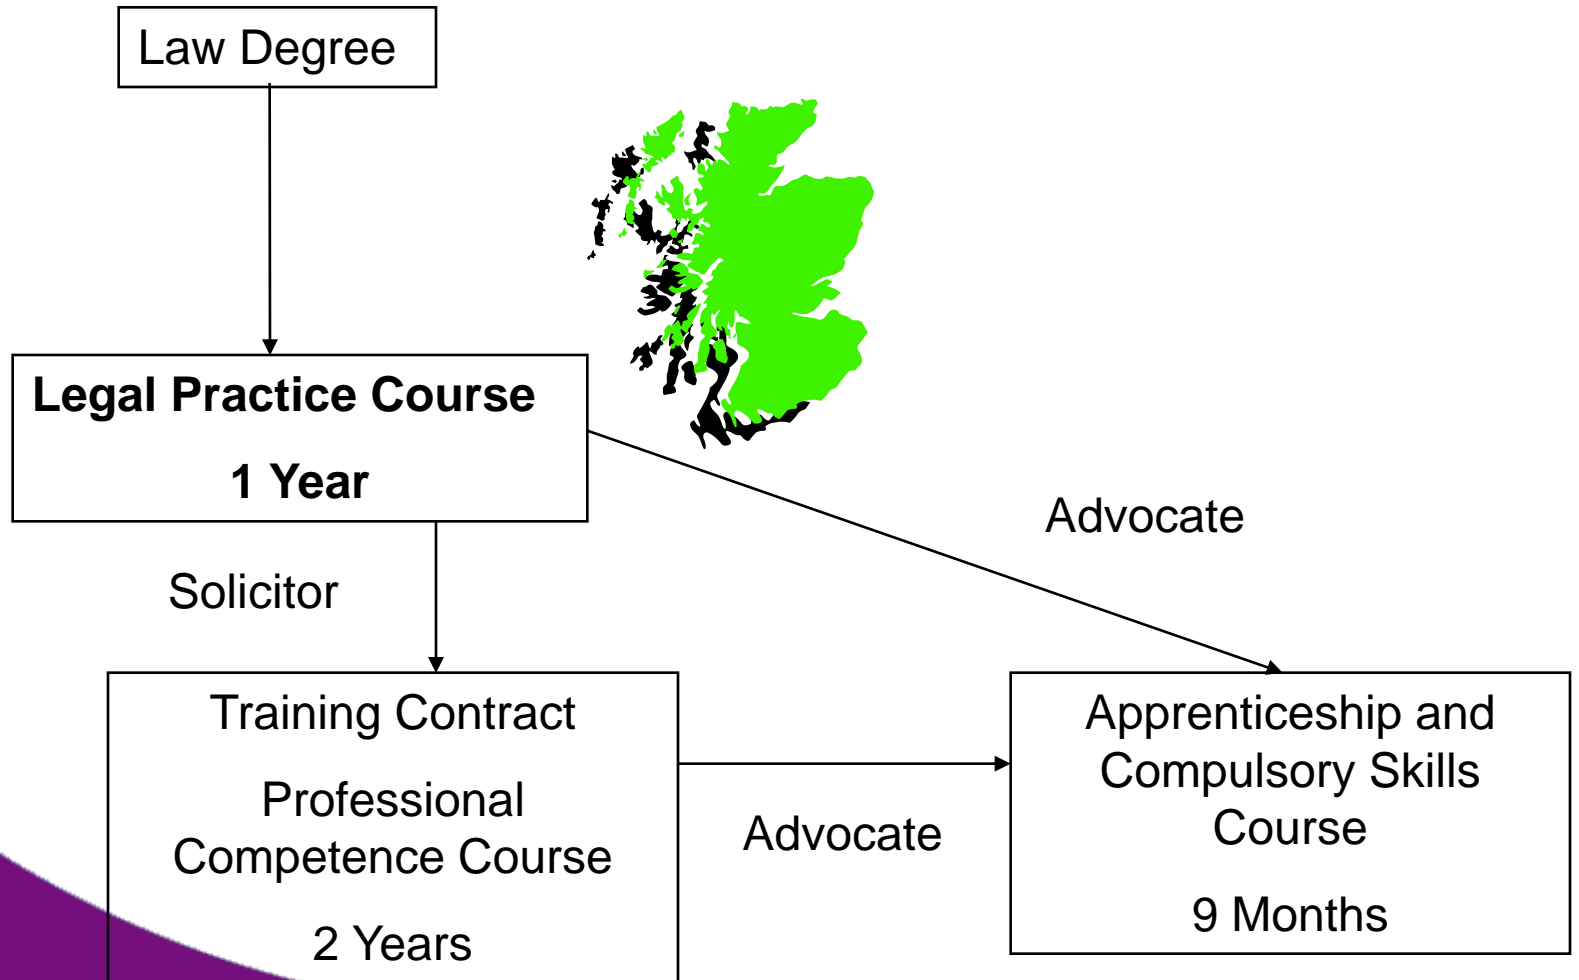 Law Degree
Legal Practice Course
1 Year
Advocate
Solicitor
Training Contract
Professional
Competence Course
2 Years
Advocate
Apprenticeship and
Compulsory Skills
Course
9 Months